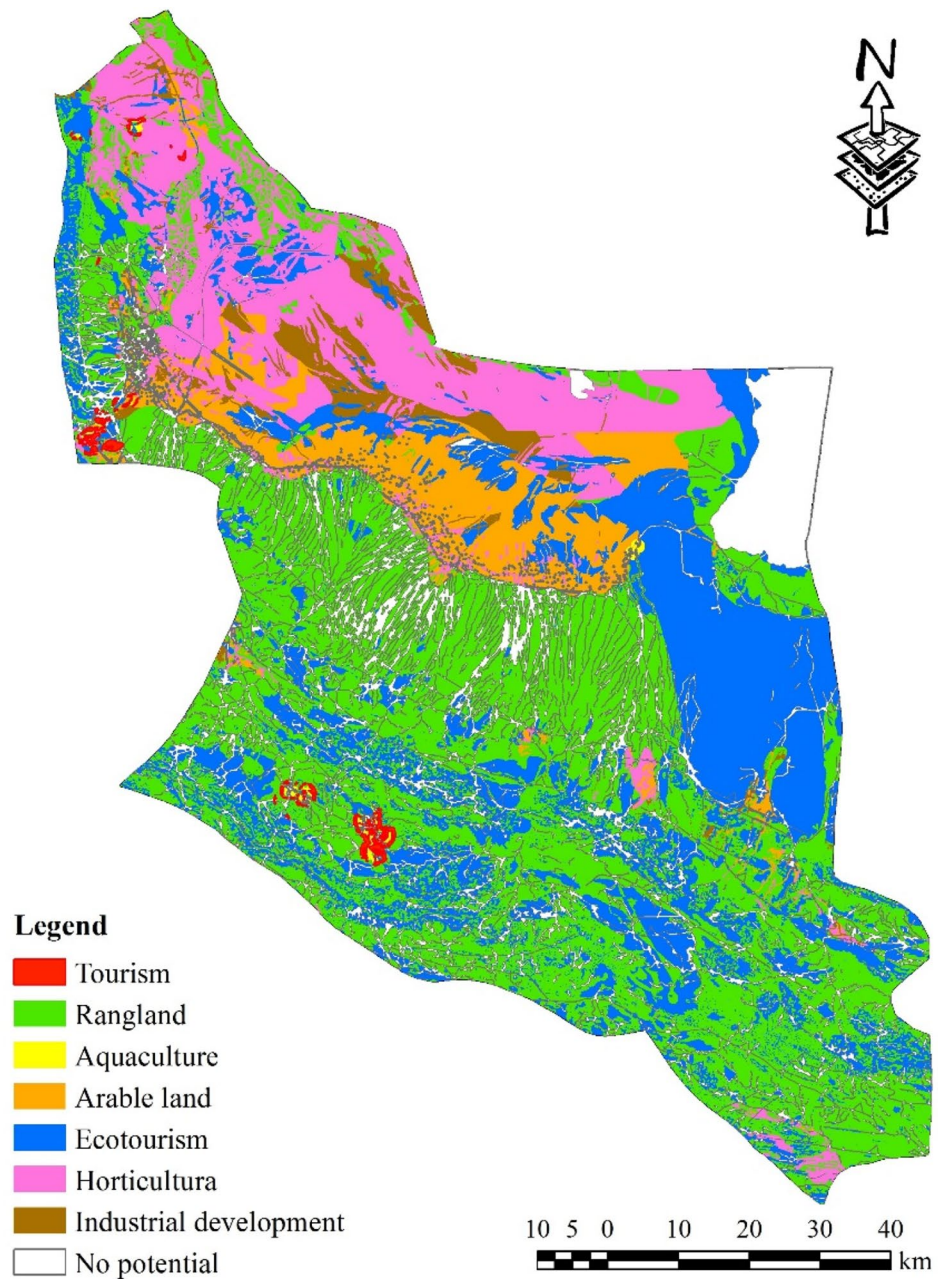 N
Legend
Tourism
Rangland
Aquaculture
Arable land
Ecotourism
Horticultura
Industrial development
No potential
10 5 0 10 20 30 40
km